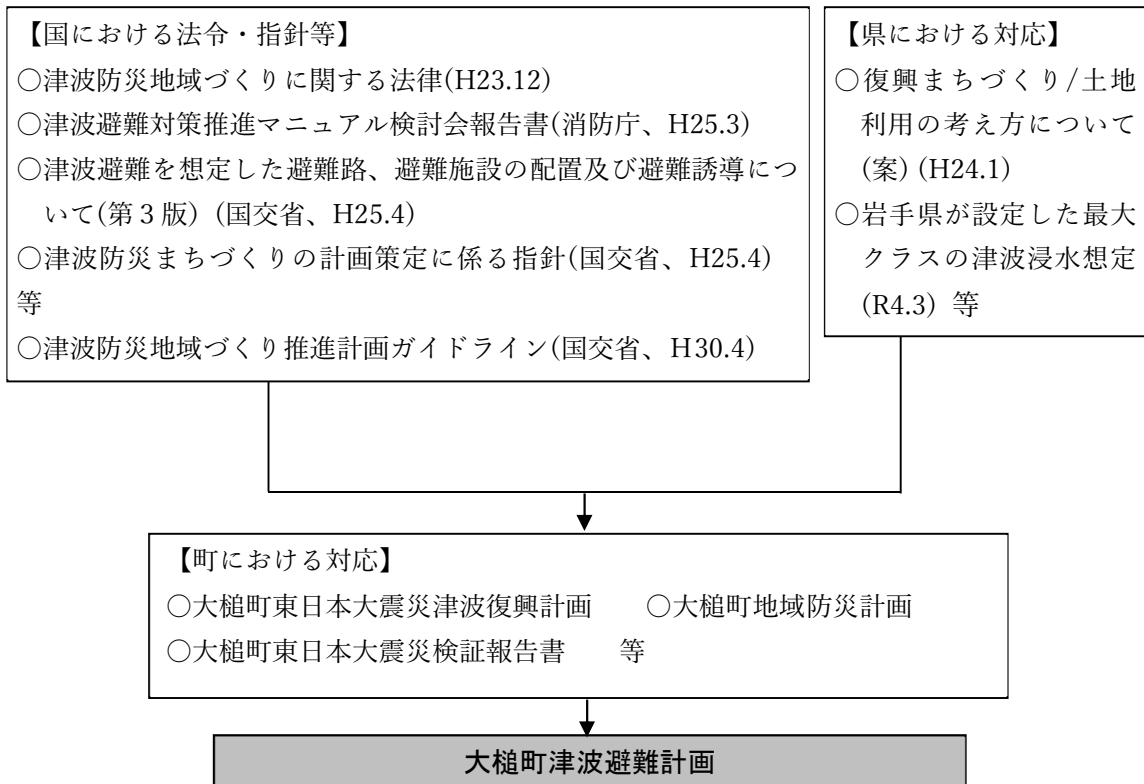 【国における法令・指針等】
○津波防災地域づくりに関する法律(H23.12)
○津波避難対策推進マニュアル検討会報告書(消防庁、H25.3)
○津波避難を想定した避難路、避難施設の配置及び避難誘導につ
いて(第３版) (国交省、H25.4)
○津波防災まちづくりの計画策定に係る指針(国交省、H25.4)
等
○津波防災地域づくり推進計画ガイドライン(国交省、H30.4)
【県における対応】
○復興まちづくり/土地
利用の考え方について
(案) (H24.1)
○岩手県が設定した最大
クラスの津波浸水想定
(R4.3) 等
【町における対応】
○大槌町東日本大震災津波復興計画　　○大槌町地域防災計画
○大槌町東日本大震災検証報告書　　等
大槌町津波避難計画